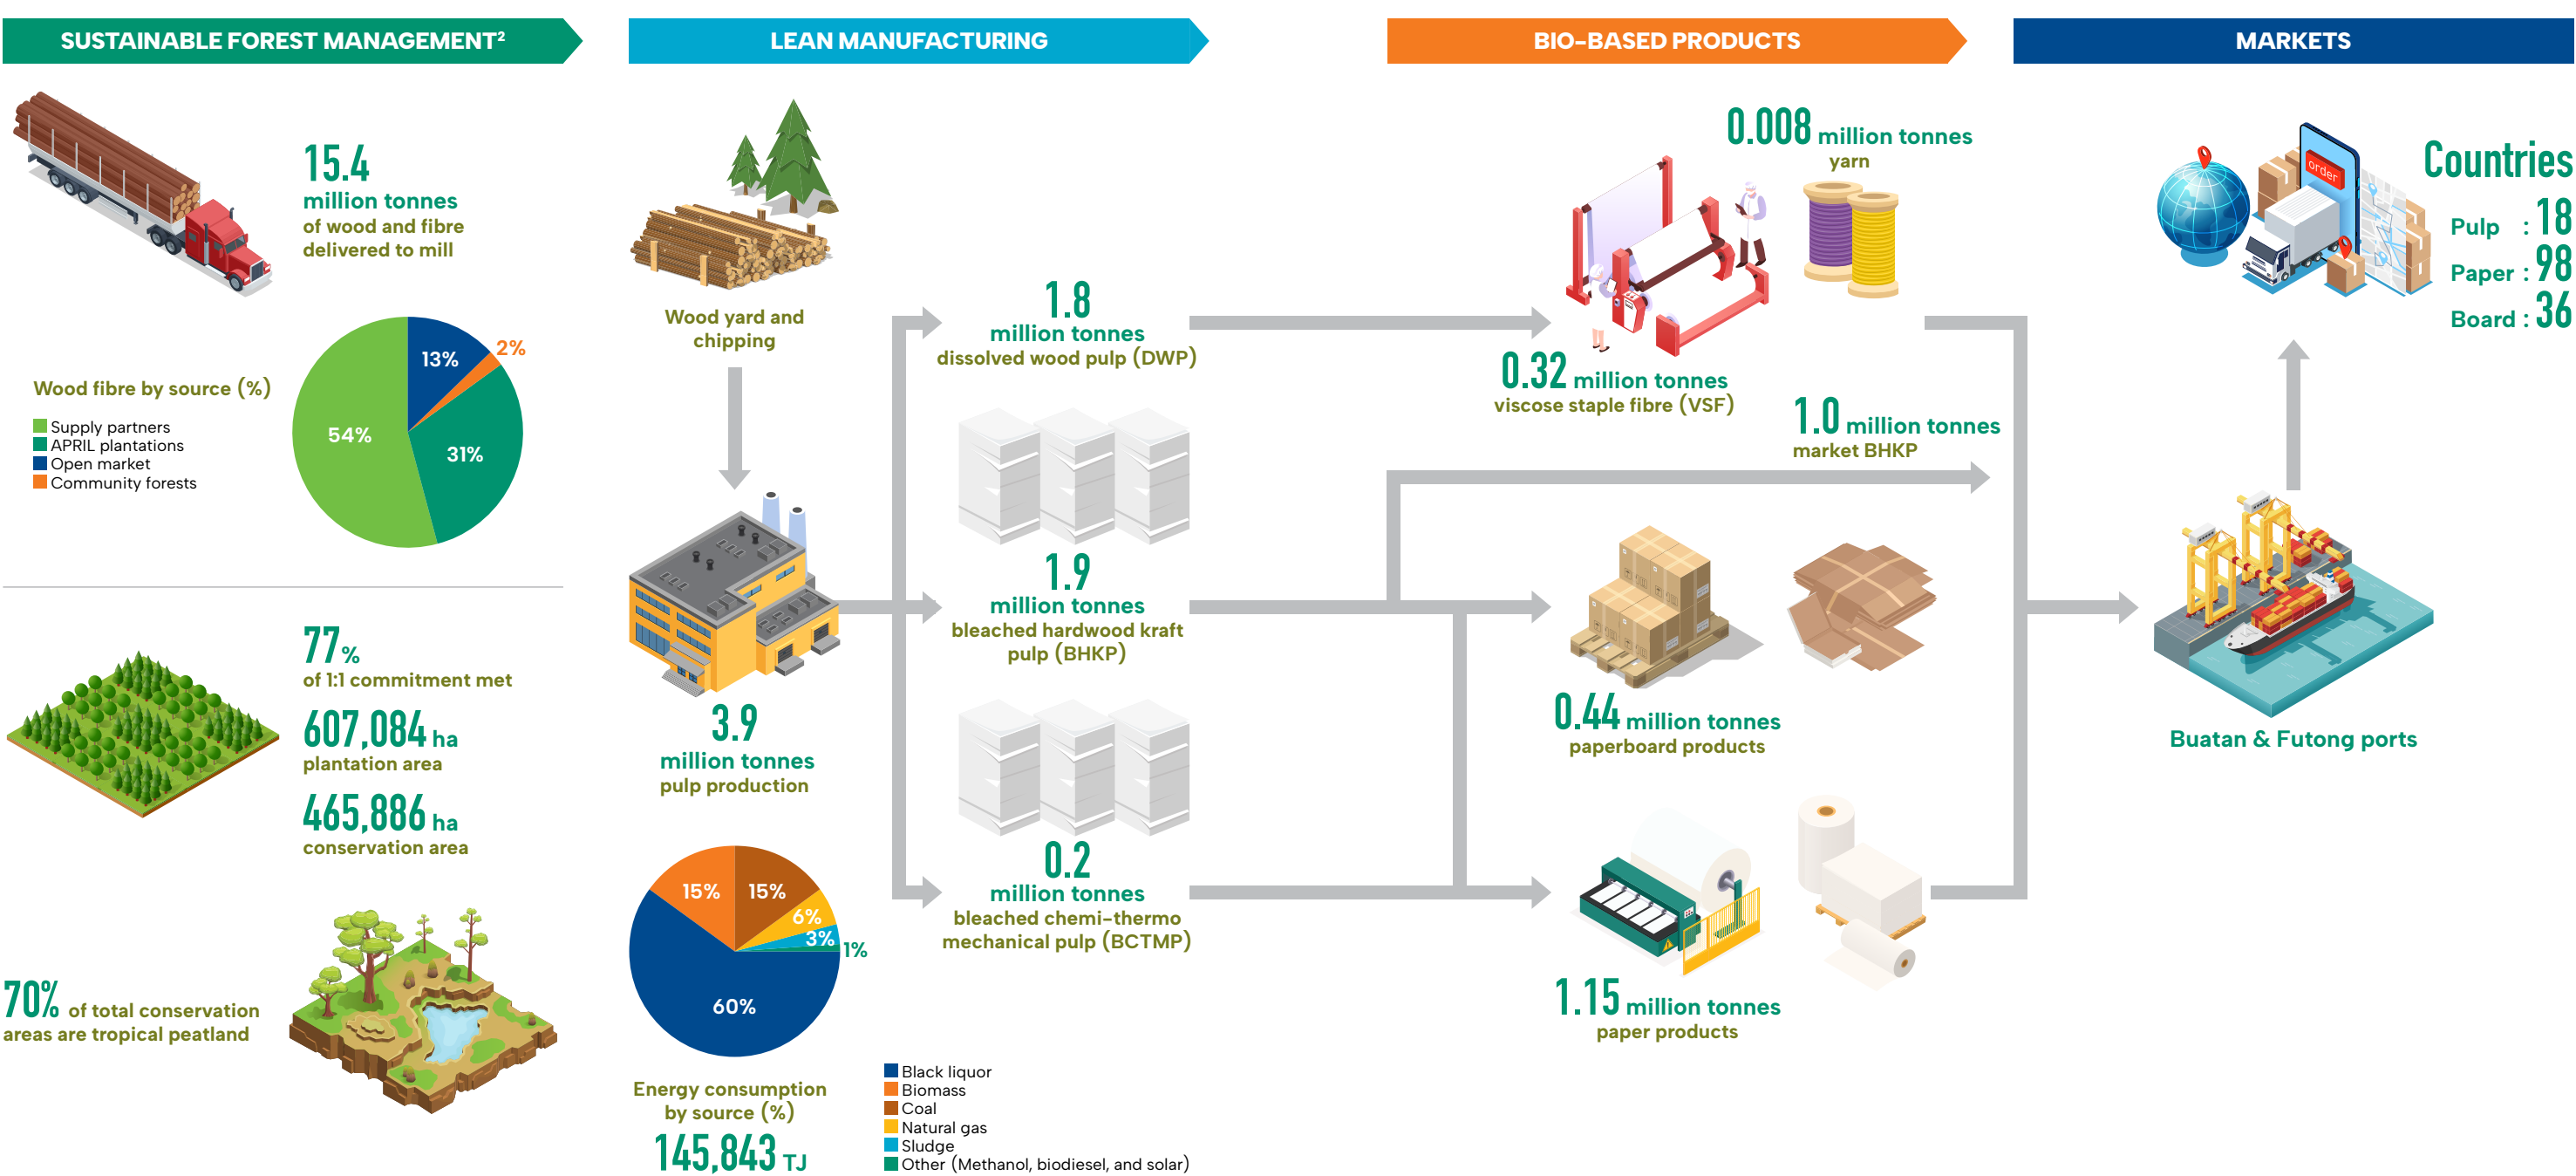 SUSTAINABLE FOREST MANAGEMENT²
15.4
million tonnes
of wood and fibre
delivered to mill
Wood fibre by source (%)
Supply partners
APRIL plantations
Open market
Community forests
13%
2%
54%
31%
77%
of 1:1 commitment met
607,084 ha
plantation area
465,886 ha
conservation area
70% of total conservation
areas are tropical peatland
LEAN MANUFACTURING
Wood yard and
chipping
3.9
million tonnes
pulp production
15%
15%
6%
3%
1%
60%
Energy consumption
by source (%)
145,843 TJ
Black liquor
Biomass
Coal
Natural gas
Sludge
Other (Methanol, biodiesel, and solar)
1.8
million tonnes
dissolved wood pulp (DWP)
1.9
million tonnes
bleached hardwood kraft
pulp (BHKP)
0.2
million tonnes
bleached chemi-thermo
mechanical pulp (BCTMP)
BIO-BASED PRODUCTS
0.008 million tonnes
yarn
0.32 million tonnes
viscose staple fibre (VSF)
1.0 million tonnes
market BHKP
0.44 million tonnes
paperboard products
1.15 million tonnes
paper products
MARKETS
order
Countries
Pulp : 18
Paper : 98
Board : 36
Buatan & Futong ports